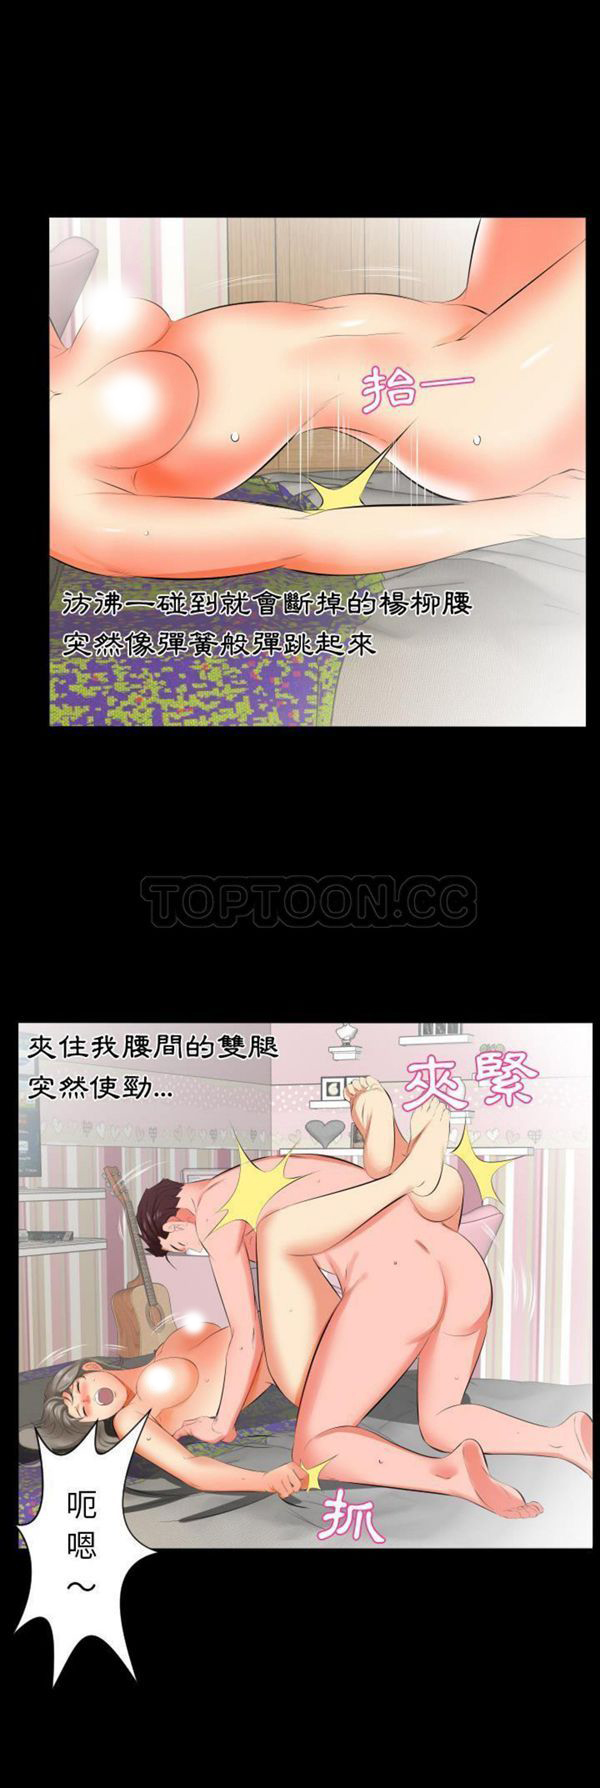 抬一
彷彿一碰到就會斷掉的楊柳腰
突然像彈簧般彈跳起來
TOPTOON.CC
夾住我腰間的雙腿
突然使勁...
夾緊
呃嗯～
抓